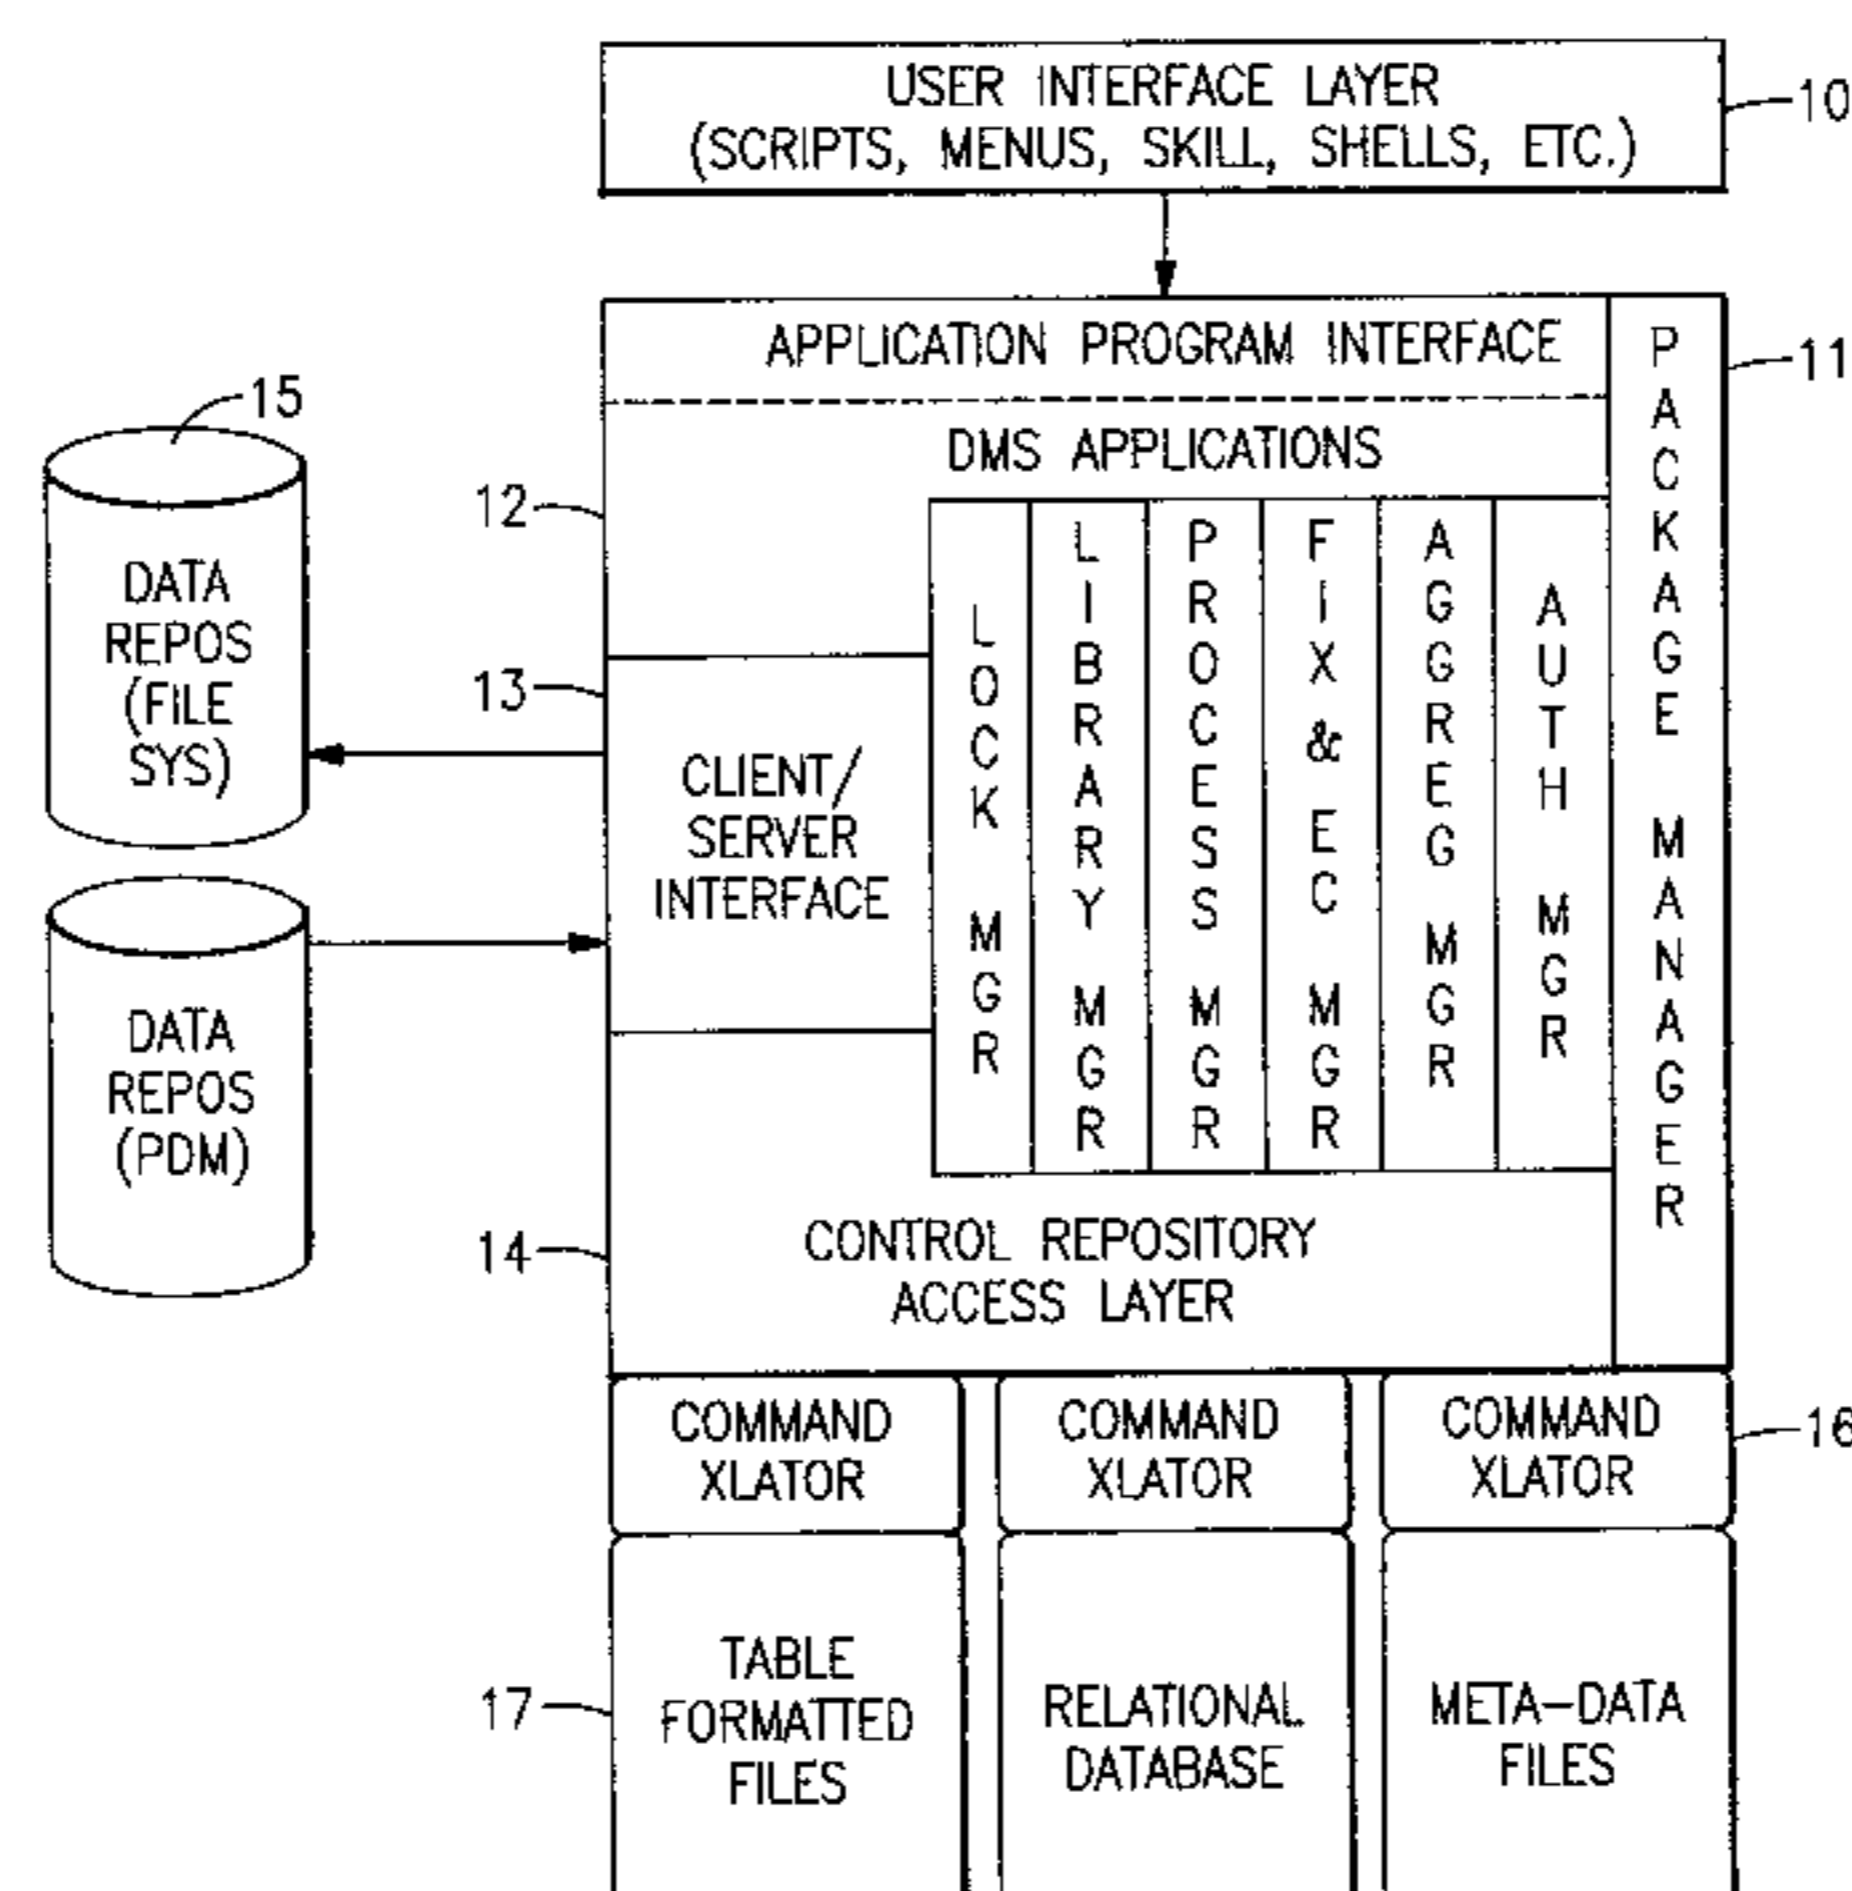 USER INTERFACE LAYER
(SCRIPTS, MENUS, SKILL, SHELLS, ETC.)
10
APPLICATION PROGRAM INTERFACE
11
PACKAGE MANAGER
DMS APPLICATIONS
12
13
CLIENT/
SERVER
INTERFACE
LOCK MGR
LIBRARY MGR
PROCESS MGR
FIX & EC MGR
AGGREG MGR
AUTH MGR
15
DATA
REPOS
(FILE
SYS)
DATA
REPOS
(PDM)
14
CONTROL REPOSITORY
ACCESS LAYER
COMMAND
XLATOR
COMMAND
XLATOR
COMMAND
XLATOR
16
17
TABLE
FORMATTED
FILES
RELATIONAL
DATABASE
META-DATA
FILES